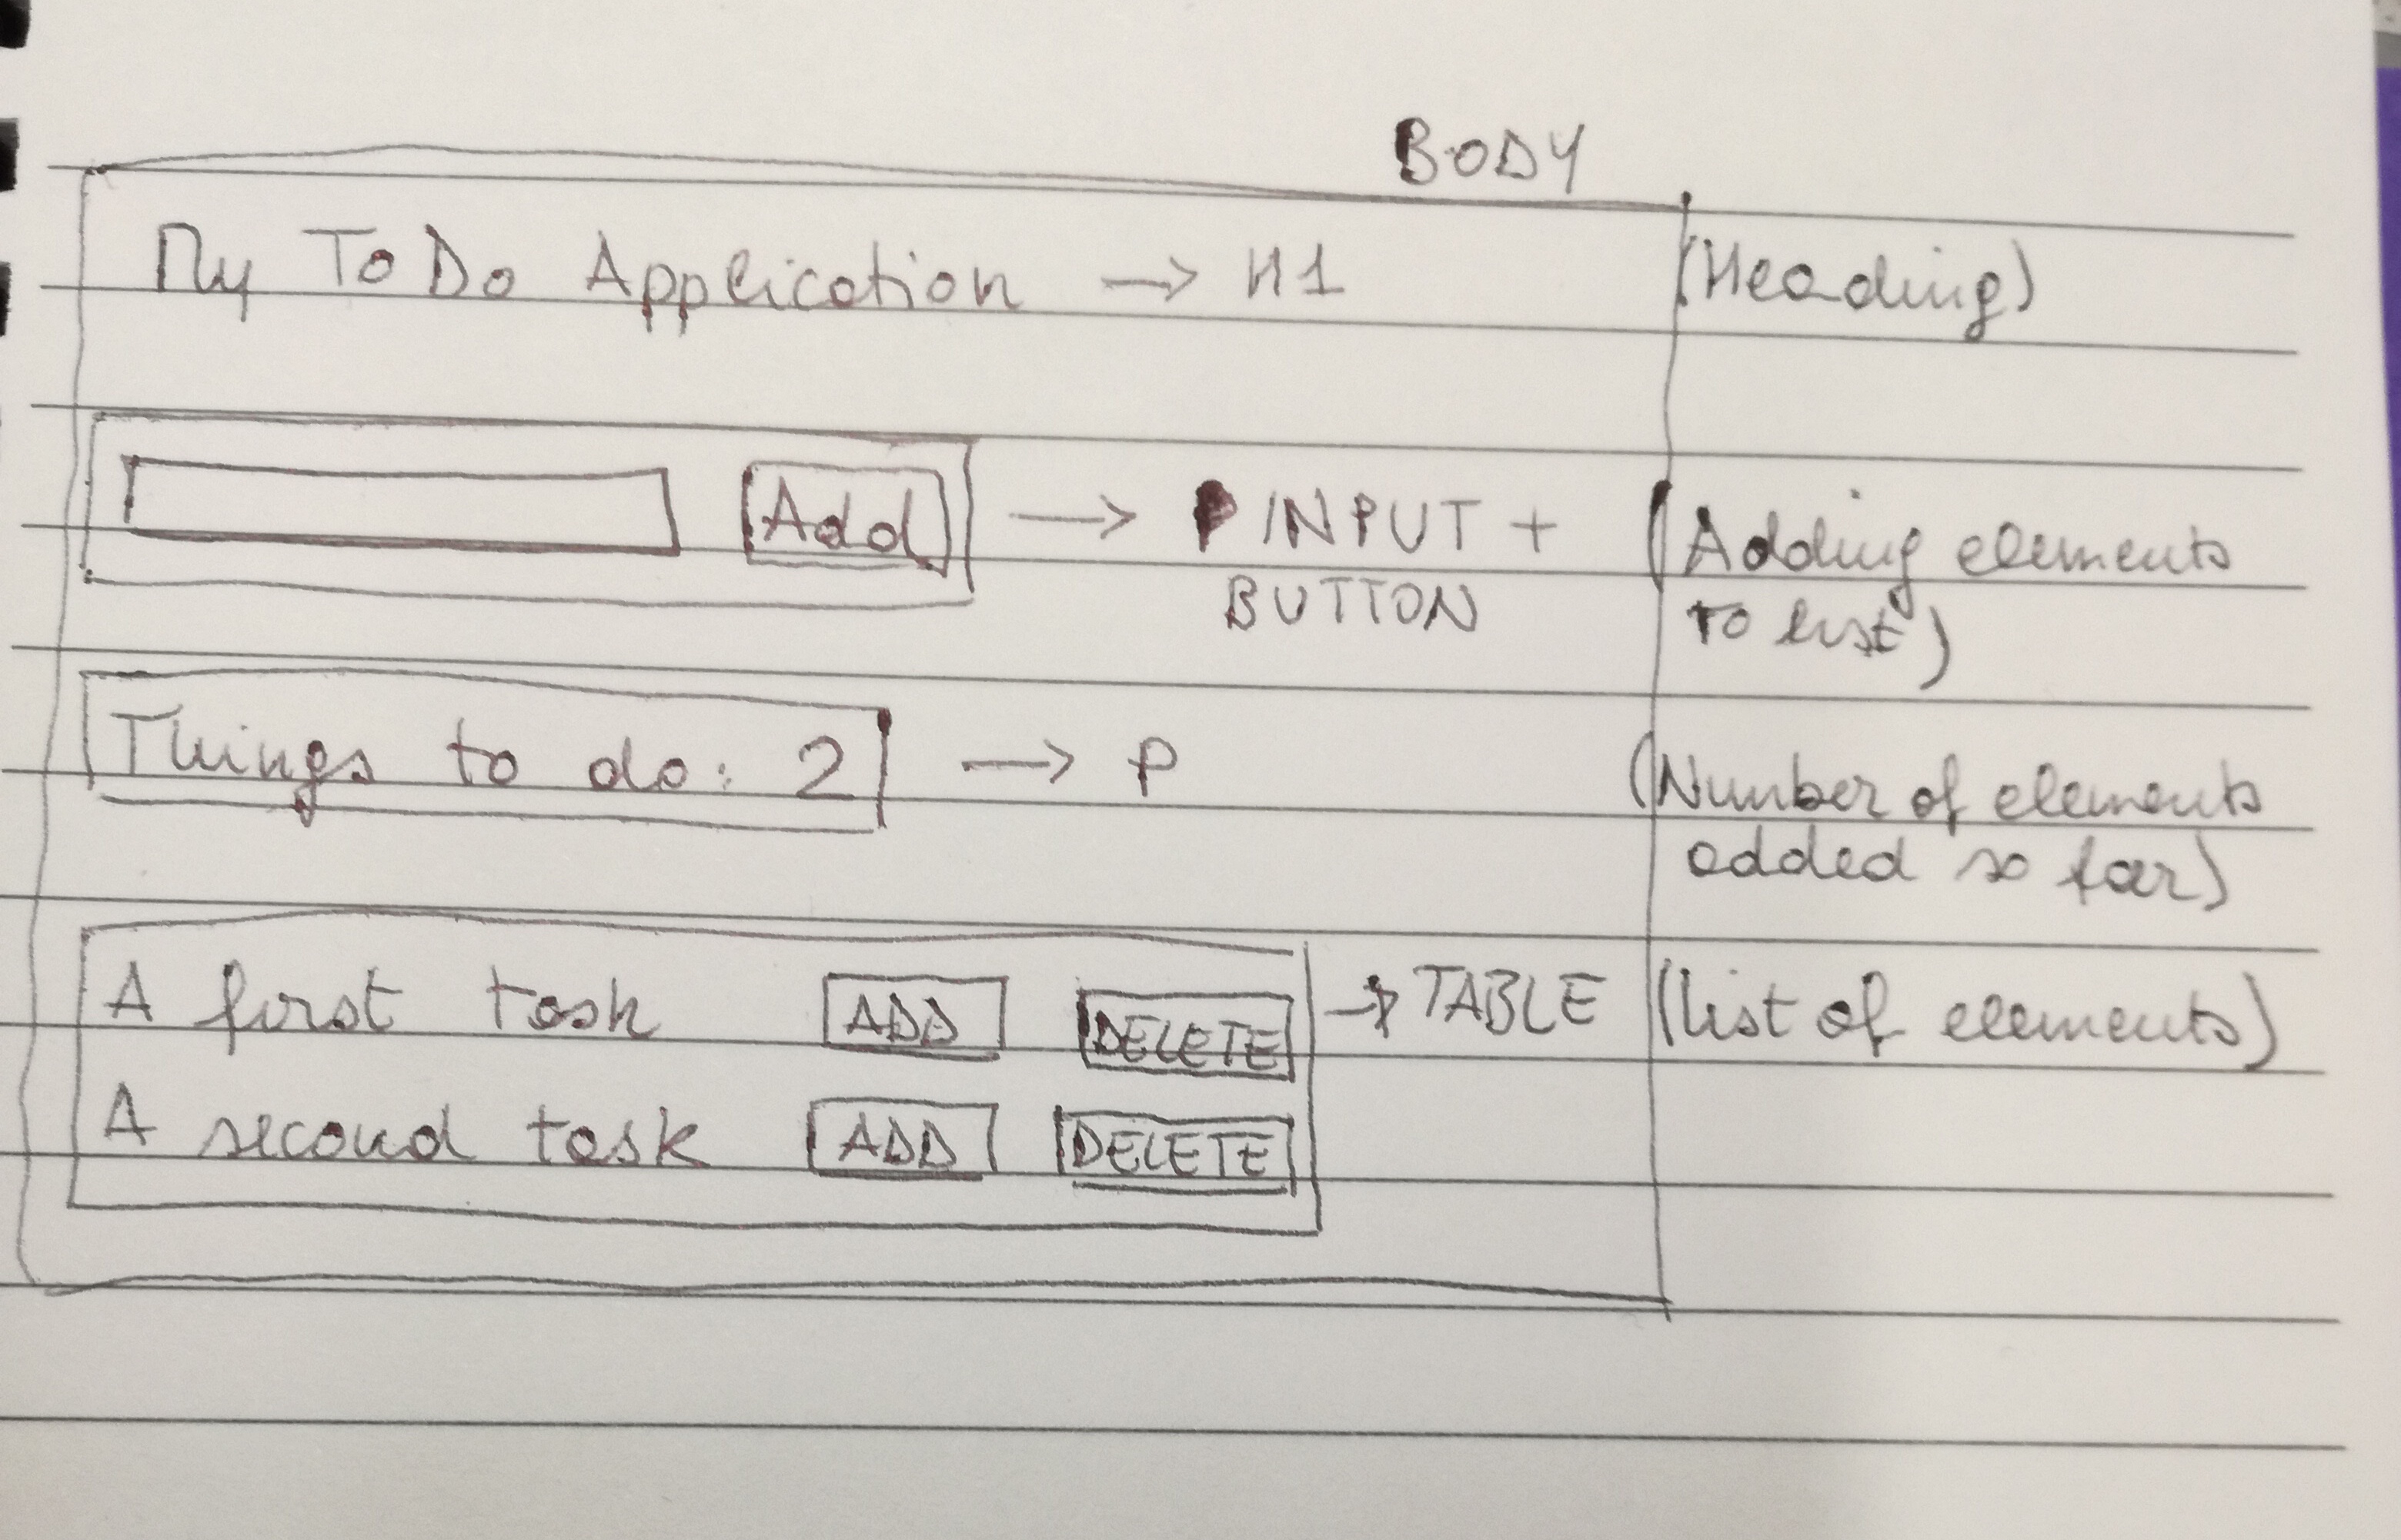 BODY
My To Do Application → H1 (Heading)
Add → INPUT + (Adding elements
BUTTON to list)
Things to do: 2 → P (Number of elements
added so far)
A first task ADD DELETE → TABLE (list of elements)
A second task ADD DELETE